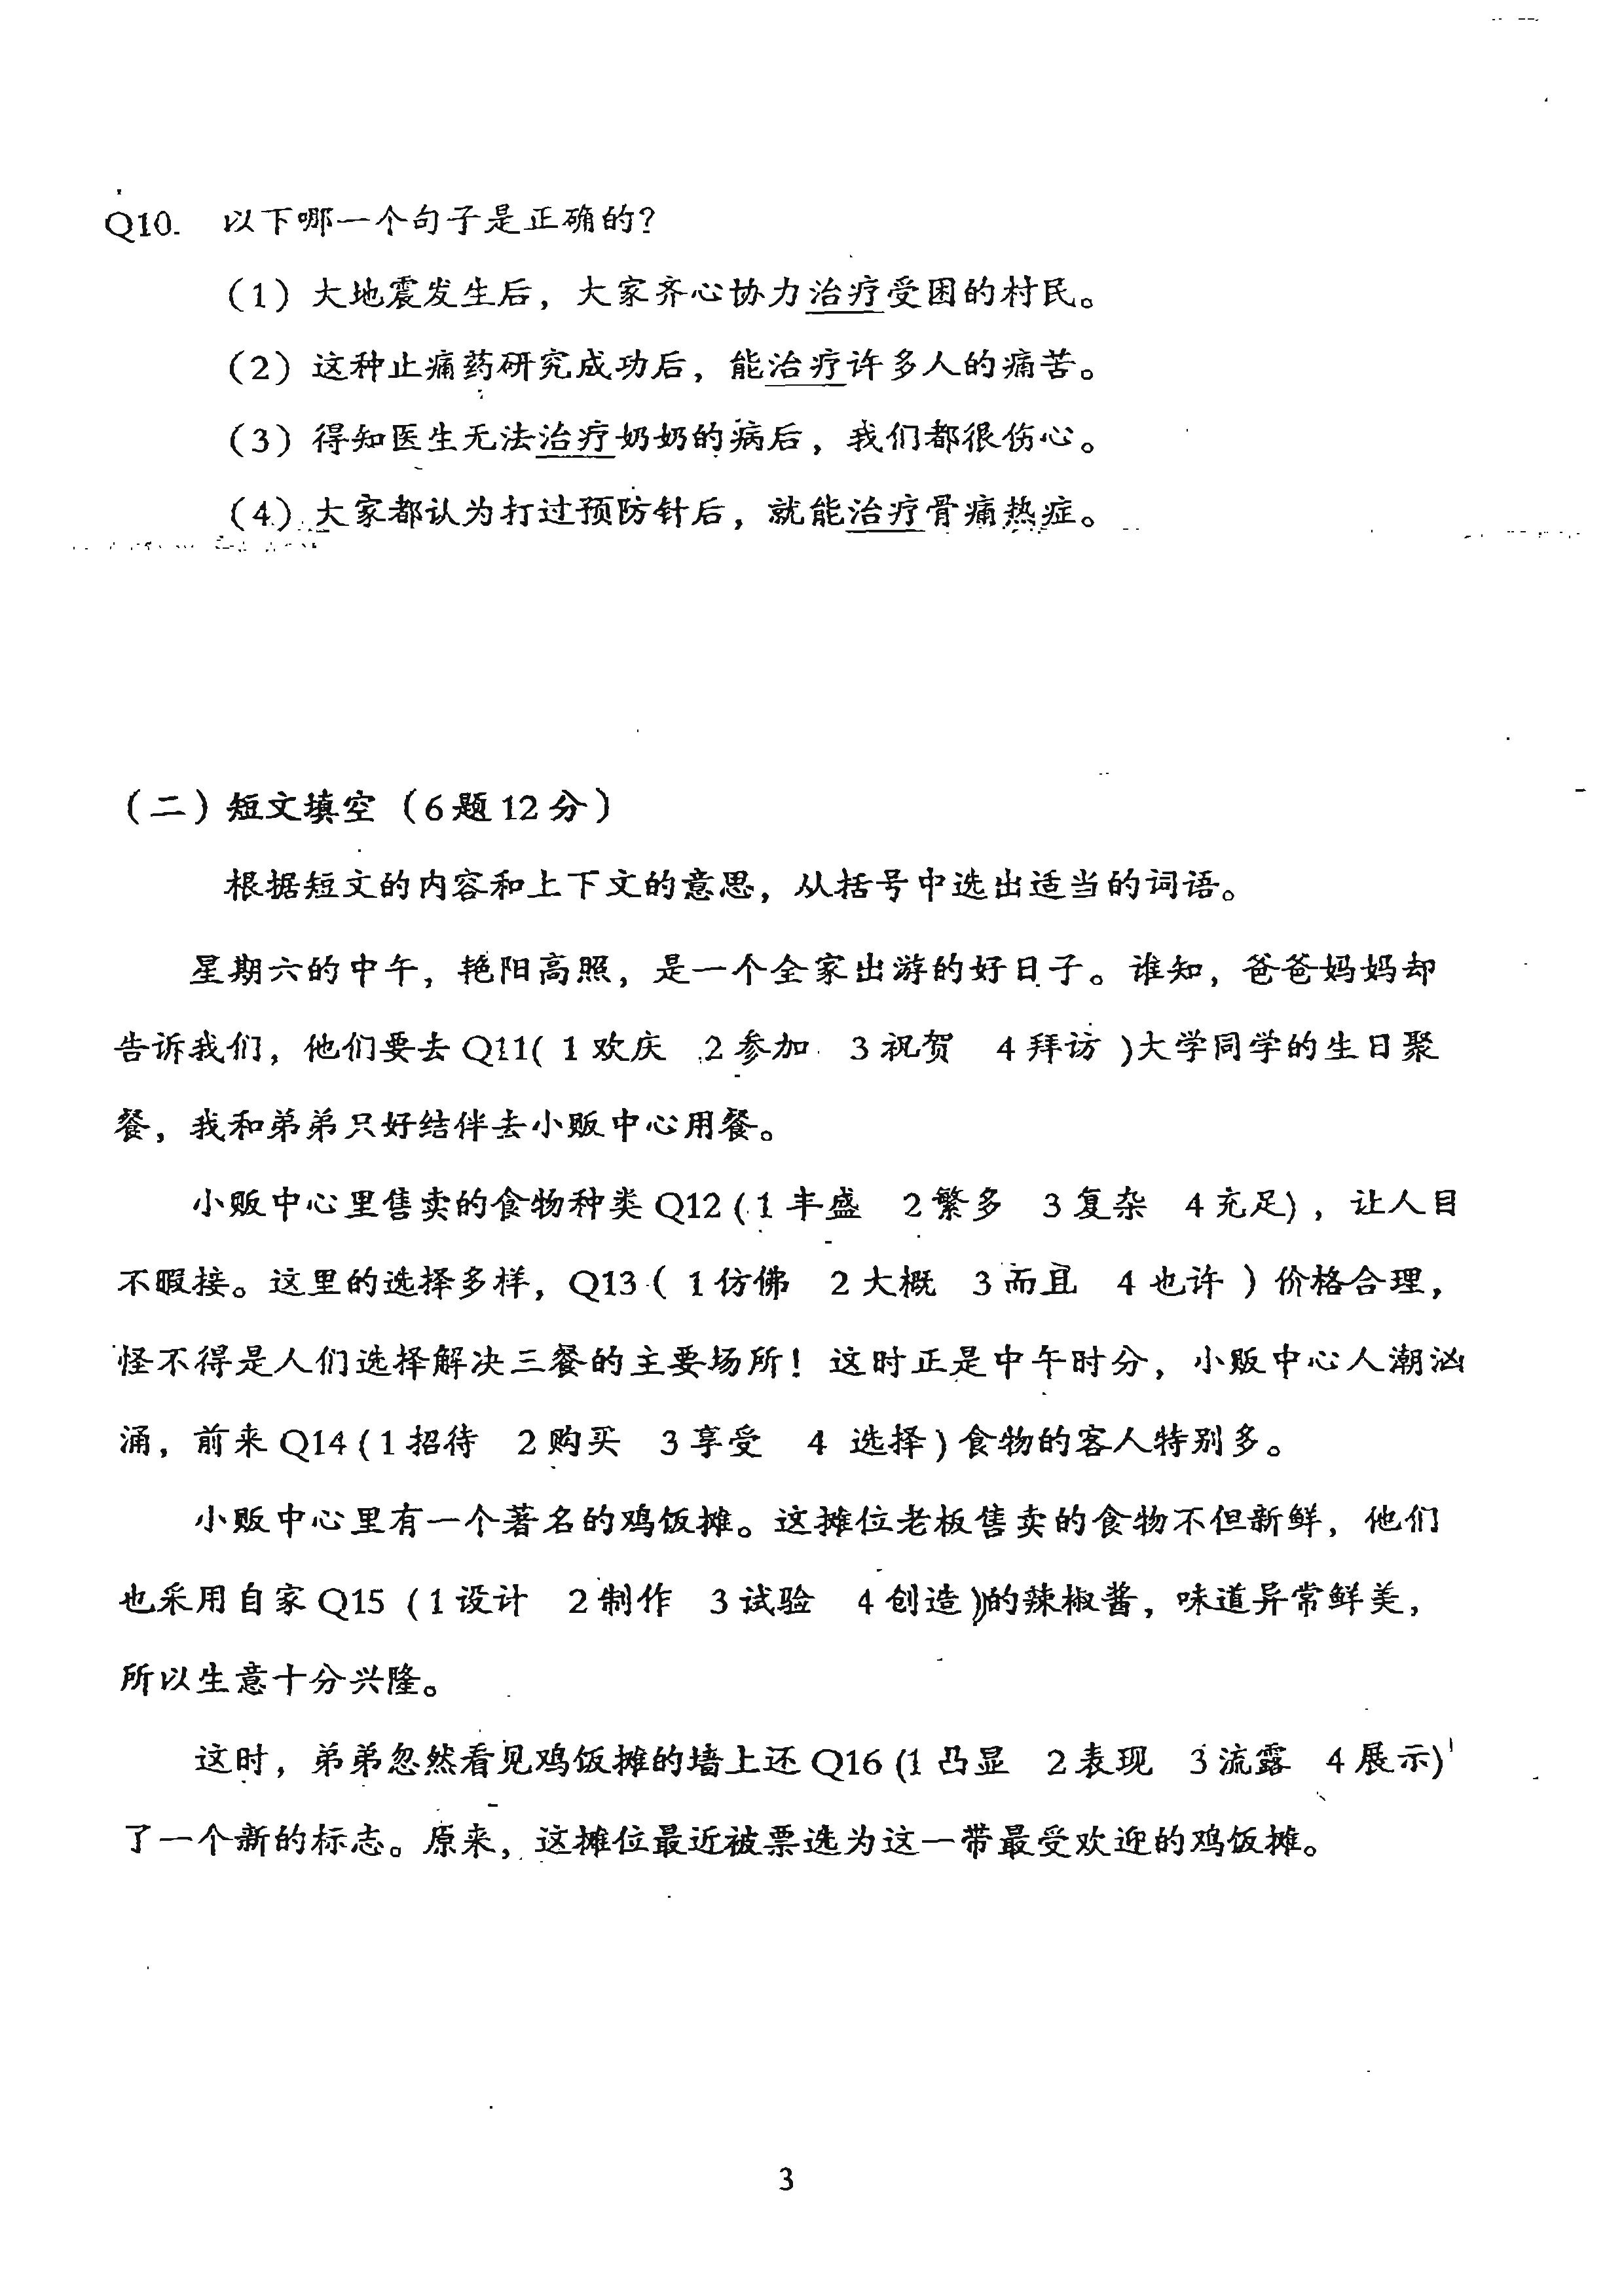 Q10. 以下哪一个句子是正确的?
(1) 大地震发生后，大家齐心协力治疗受困的村民。
(2) 这种止痛药研究成功后，能治疗许多人的痛苦。
(3) 得知医生无法治疗奶奶的病后，我们都很伤心。
(4) 大家都认为打过预防针后，就能治疗骨痛热症。
(二) 短文填空 (6题12分)
根据短文的内容和上下文的意思，从括号中选出适当的词语。
星期六的中午，艳阳高照，是一个全家出游的好日子。谁知，爸爸妈妈却
告诉我们，他们要去 Q11( 1 欢庆 2 参加 3 祝贺 4 拜访 )大学同学的生日聚
餐，我和弟弟只好结伴去小贩中心用餐。
小贩中心里售卖的食物种类 Q12 ( 1 丰盛 2 繁多 3 复杂 4 充足)，让人目
不暇接。这里的选择多样，Q13 ( 1 仿佛 2 大概 3 而且 4 也许 ) 价格合理，
怪不得是人们选择解决三餐的主要场所！这时正是中午时分，小贩中心人潮汹
涌，前来 Q14 ( 1 招待 2 购买 3 享受 4 选择 ) 食物的客人特别多。
小贩中心里有一个著名的鸡饭摊。这摊位老板售卖的食物不但新鲜，他们
也采用自家 Q15 ( 1 设计 2 制作 3 试验 4 创造 )的辣椒酱，味道异常鲜美，
所以生意十分兴隆。
这时，弟弟忽然看见鸡饭摊的墙上还 Q16 (1 凸显 2 表现 3 流露 4 展示)
了一个新的标志。原来，这摊位最近被票选为这一带最受欢迎的鸡饭摊。
3